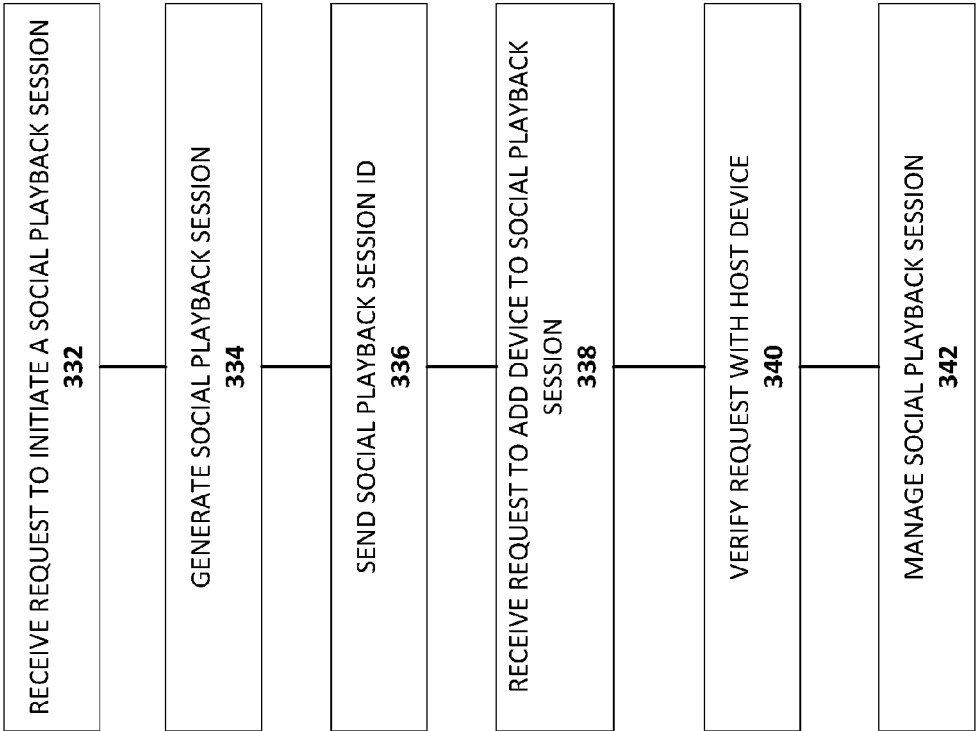 RECEIVE REQUEST TO INITIATE A SOCIAL PLAYBACK SESSION
332
GENERATE SOCIAL PLAYBACK SESSION
334
SEND SOCIAL PLAYBACK SESSION ID
336
RECEIVE REQUEST TO ADD DEVICE TO SOCIAL PLAYBACK
SESSION
338
VERIFY REQUEST WITH HOST DEVICE
340
MANAGE SOCIAL PLAYBACK SESSION
342